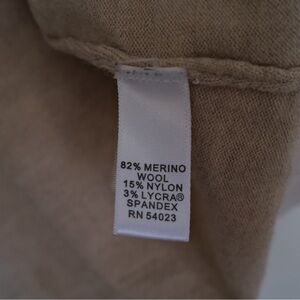 82% MERINO
WOOL
15% NYLON
3% LYCRA®
SPANDEX
RN 54023